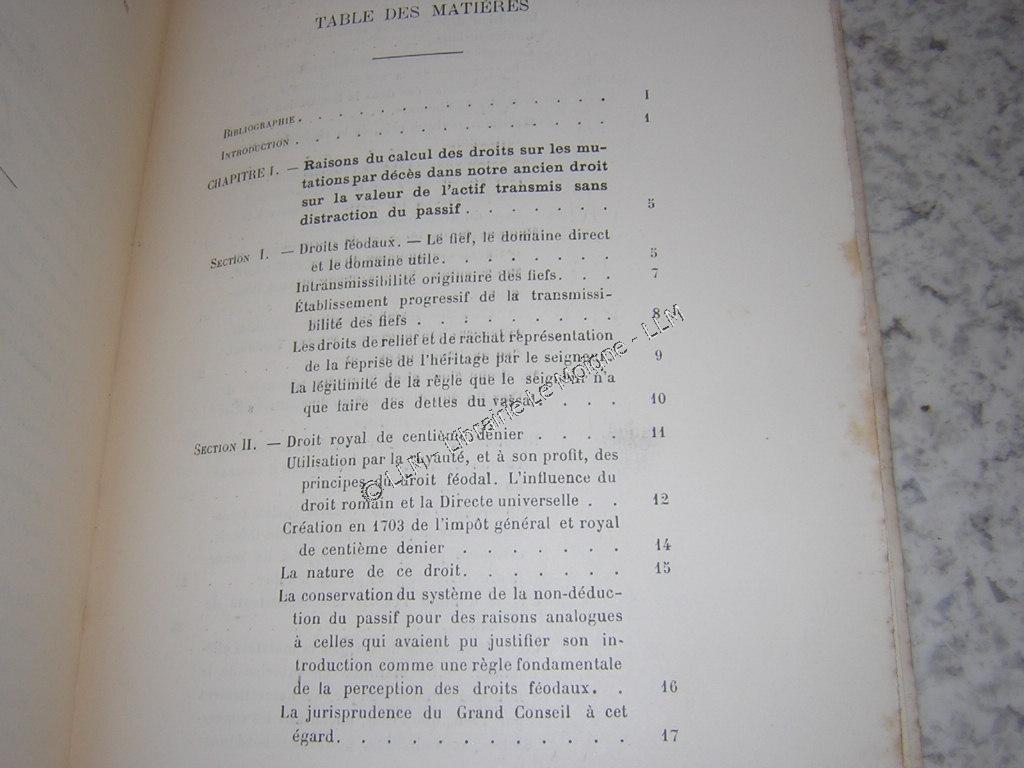 TABLE DES MATIÈRES
BIBLIOGRAPHIE. . . . . . . . . . . . . I
INTRODUCTION . . . . . . . . . . . . . 1
CHAPITRE I. — Raisons du calcul des droits sur les mu-
tations par décès dans notre ancien droit
sur la valeur de l'actif transmis sans
distraction du passif. . . . . . . 5
SECTION I. — Droits féodaux. — Le fief, le domaine direct
et le domaine utile. . . . . . . . 5
Intransmissibilité originaire des fiefs. . . 7
Établissement progressif de la transmissi-
bilité des fiefs . . . . . . . . . 8
Les droits de relief et de rachat représentation
de la reprise de l'héritage par le seigneur 9
La légitimité de la règle que le seigneur n'a
que faire des dettes du vassal. . . . 10
SECTION II. — Droit royal de centième denier . . . . 11
Utilisation par la royauté, et à son profit, des
principes du droit féodal. L'influence du
droit romain et la Directe universelle . . 12
Création en 1703 de l'impôt général et royal
de centième denier . . . . . . . 14
La nature de ce droit. . . . . . . 15
La conservation du système de la non-déduc-
tion du passif pour des raisons analogues
à celles qui avaient pu justifier son in-
troduction comme une règle fondamentale
de la perception des droits féodaux. . 16
La jurisprudence du Grand Conseil à cet
égard. . . . . . . . . . . . . 17
© LLM - Librairie Le Moigne - LLM